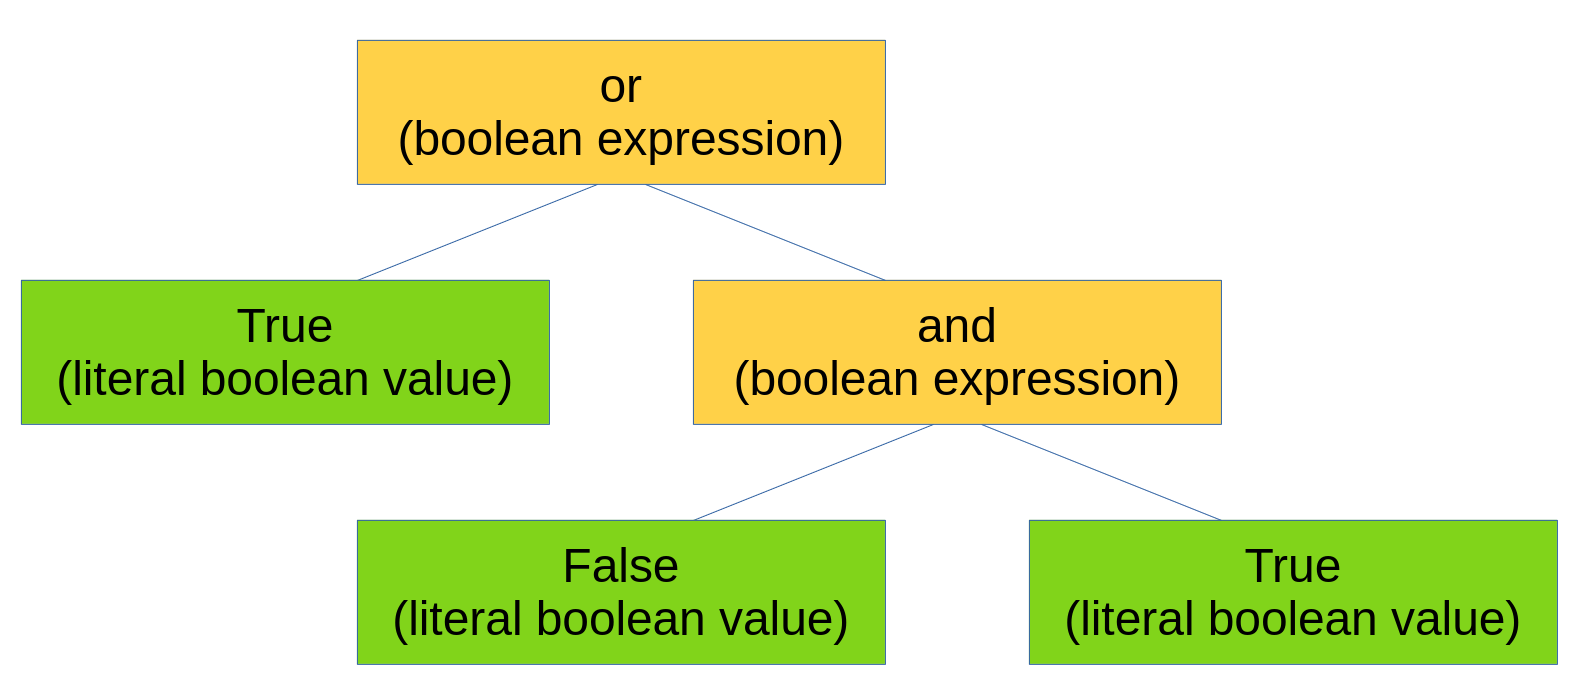 or
(boolean expression)
True
(literal boolean value)
and
(boolean expression)
False
(literal boolean value)
True
(literal boolean value)